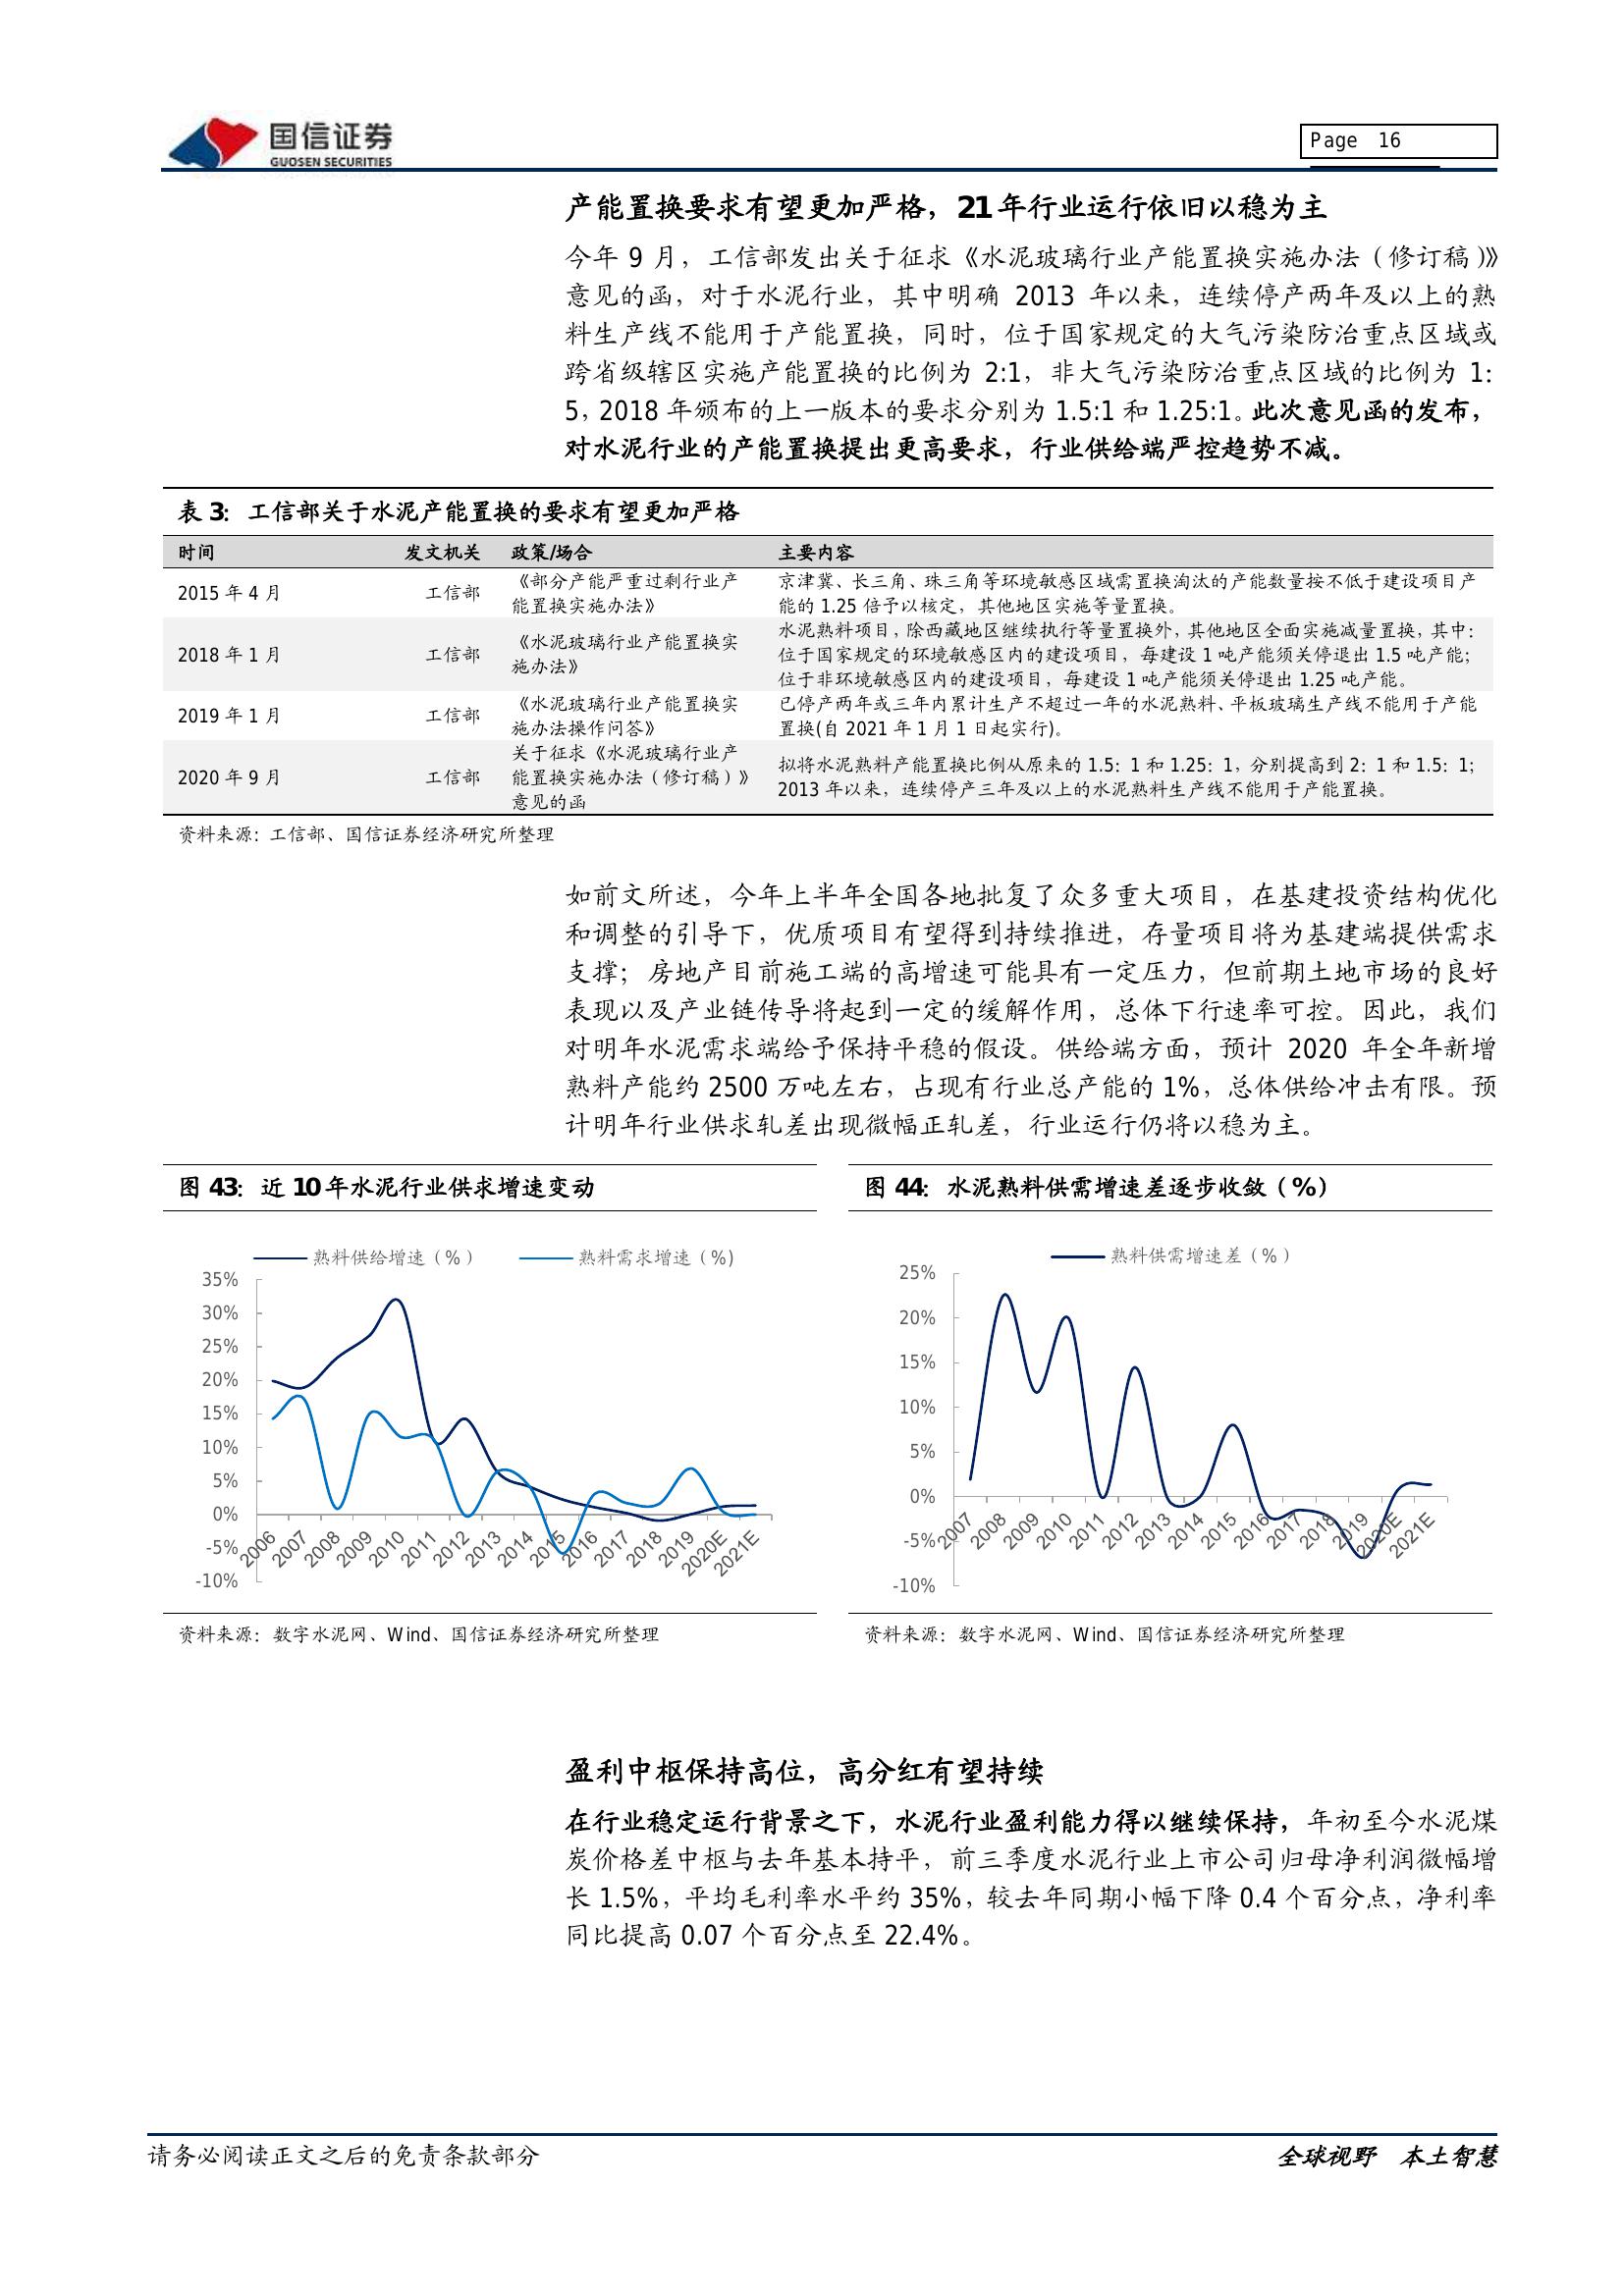 国信证券
GUOSEN SECURITIES
Page 16
产能置换要求有望更加严格，21年行业运行依旧以稳为主
今年 9 月，工信部发出关于征求《水泥玻璃行业产能置换实施办法（修订稿）》
意见的函，对于水泥行业，其中明确 2013 年以来，连续停产两年及以上的熟
料生产线不能用于产能置换，同时，位于国家规定的大气污染防治重点区域或
跨省级辖区实施产能置换的比例为 2:1，非大气污染防治重点区域的比例为 1:
5，2018 年颁布的上一版本的要求分别为 1.5:1 和 1.25:1。此次意见函的发布，
对水泥行业的产能置换提出更高要求，行业供给端严控趋势不减。
表 3：工信部关于水泥产能置换的要求有望更加严格
时间 发文机关 政策/场合 主要内容
2015 年 4 月 工信部 《部分产能严重过剩行业产
能置换实施办法》 京津冀、长三角、珠三角等环境敏感区域需置换淘汰的产能数量按不低于建设项目产
能的 1.25 倍予以核定，其他地区实施等量置换。
2018 年 1 月 工信部 《水泥玻璃行业产能置换实
施办法》 水泥熟料项目，除西藏地区继续执行等量置换外，其他地区全面实施减量置换，其中：
位于国家规定的环境敏感区内的建设项目，每建设 1 吨产能须关停退出 1.5 吨产能；
位于非环境敏感区内的建设项目，每建设 1 吨产能须关停退出 1.25 吨产能。
2019 年 1 月 工信部 《水泥玻璃行业产能置换实
施办法操作问答》 已停产两年或三年内累计生产不超过一年的水泥熟料、平板玻璃生产线不能用于产能
置换(自 2021 年 1 月 1 日起实行)。
2020 年 9 月 工信部 关于征求《水泥玻璃行业产
能置换实施办法（修订稿）》
意见的函 拟将水泥熟料产能置换比例从原来的 1.5：1 和 1.25：1，分别提高到 2：1 和 1.5：1；
2013 年以来，连续停产三年及以上的水泥熟料生产线不能用于产能置换。
资料来源：工信部、国信证券经济研究所整理
如前文所述，今年上半年全国各地批复了众多重大项目，在基建投资结构优化
和调整的引导下，优质项目有望得到持续推进，存量项目将为基建端提供需求
支撑；房地产目前施工端的高增速可能具有一定压力，但前期土地市场的良好
表现以及产业链传导将起到一定的缓解作用，总体下行速率可控。因此，我们
对明年水泥需求端给予保持平稳的假设。供给端方面，预计 2020 年全年新增
熟料产能约 2500 万吨左右，占现有行业总产能的 1%，总体供给冲击有限。预
计明年行业供求轧差出现微幅正轧差，行业运行仍将以稳为主。
图 43：近 10 年水泥行业供求增速变动
熟料供给增速（%） 熟料需求增速（%)
35%
30%
25%
20%
15%
10%
5%
0%
-5%
-10%
2006 2007 2008 2009 2010 2011 2012 2013 2014 2015 2016 2017 2018 2019 2020E 2021E
资料来源：数字水泥网、Wind、国信证券经济研究所整理
图 44：水泥熟料供需增速差逐步收敛（%）
熟料供需增速差（%）
25%
20%
15%
10%
5%
0%
-5%
-10%
2007 2008 2009 2010 2011 2012 2013 2014 2015 2016 2017 2018 2019 2020E 2021E
资料来源：数字水泥网、Wind、国信证券经济研究所整理
盈利中枢保持高位，高分红有望持续
在行业稳定运行背景之下，水泥行业盈利能力得以继续保持，年初至今水泥煤
炭价格差中枢与去年基本持平，前三季度水泥行业上市公司归母净利润微幅增
长 1.5%，平均毛利率水平约 35%，较去年同期小幅下降 0.4 个百分点，净利率
同比提高 0.07 个百分点至 22.4%。
请务必阅读正文之后的免责条款部分
全球视野 本土智慧